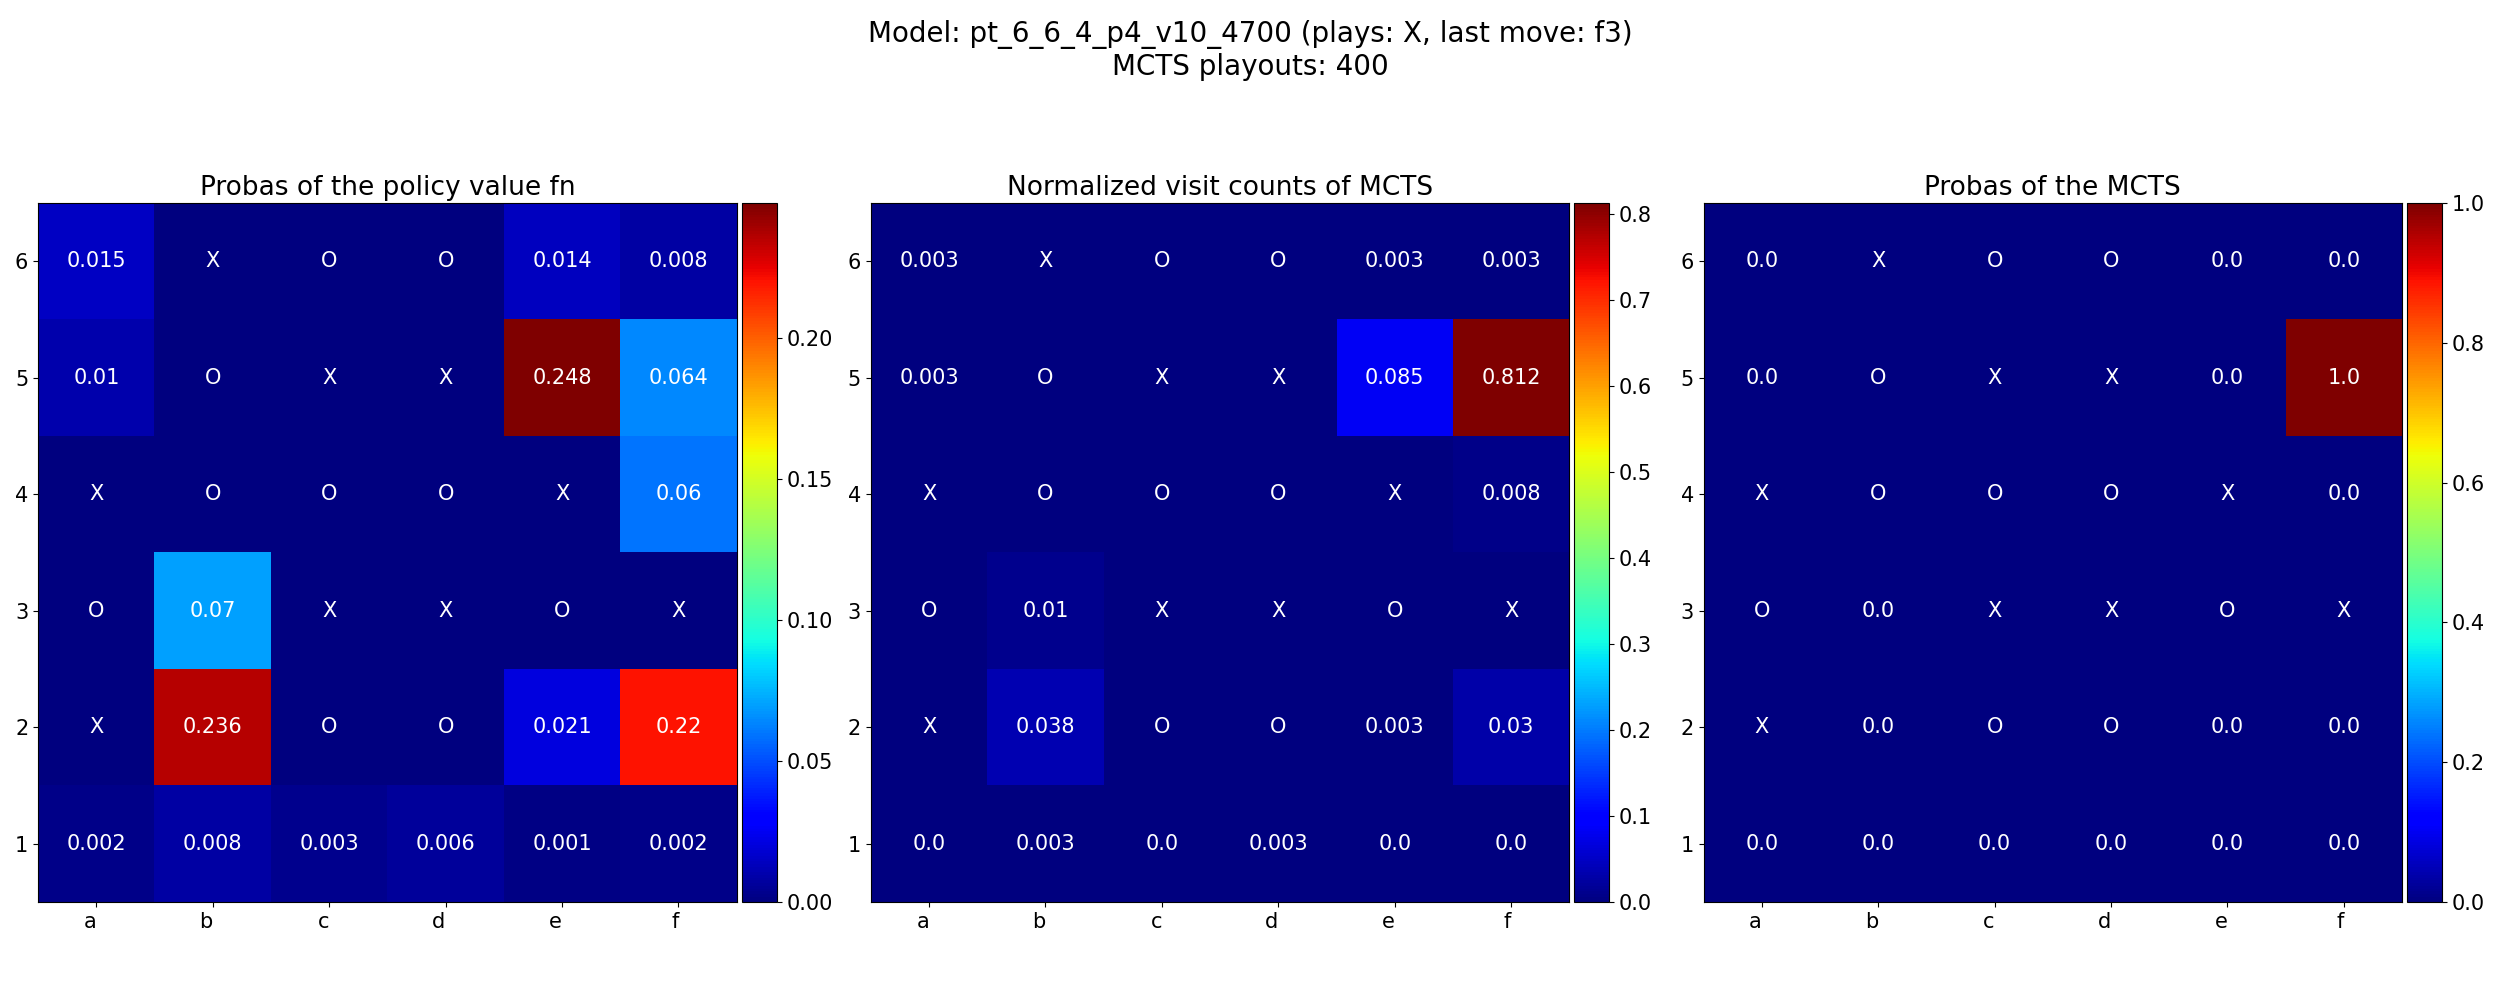 Model: pt_6_6_4_p4_v10_4700 (plays: X, last move: f3)
MCTS playouts: 400
Probas of the policy value fn
6 0.015 X O O 0.014 0.008
5 0.01 O X X 0.248 0.064
4 X O O O X 0.06
3 O 0.07 X X O X
2 X 0.236 O O 0.021 0.22
1 0.002 0.008 0.003 0.006 0.001 0.002
a b c d e f
0.20
0.15
0.10
0.05
0.00
Normalized visit counts of MCTS
6 0.003 X O O 0.003 0.003
5 0.003 O X X 0.085 0.812
4 X O O O X 0.008
3 O 0.01 X X O X
2 X 0.038 O O 0.003 0.03
1 0.0 0.003 0.0 0.003 0.0 0.0
a b c d e f
0.8
0.7
0.6
0.5
0.4
0.3
0.2
0.1
0.0
Probas of the MCTS
6 0.0 X O O 0.0 0.0
5 0.0 O X X 0.0 1.0
4 X O O O X 0.0
3 O 0.0 X X O X
2 X 0.0 O O 0.0 0.0
1 0.0 0.0 0.0 0.0 0.0 0.0
a b c d e f
1.0
0.8
0.6
0.4
0.2
0.0